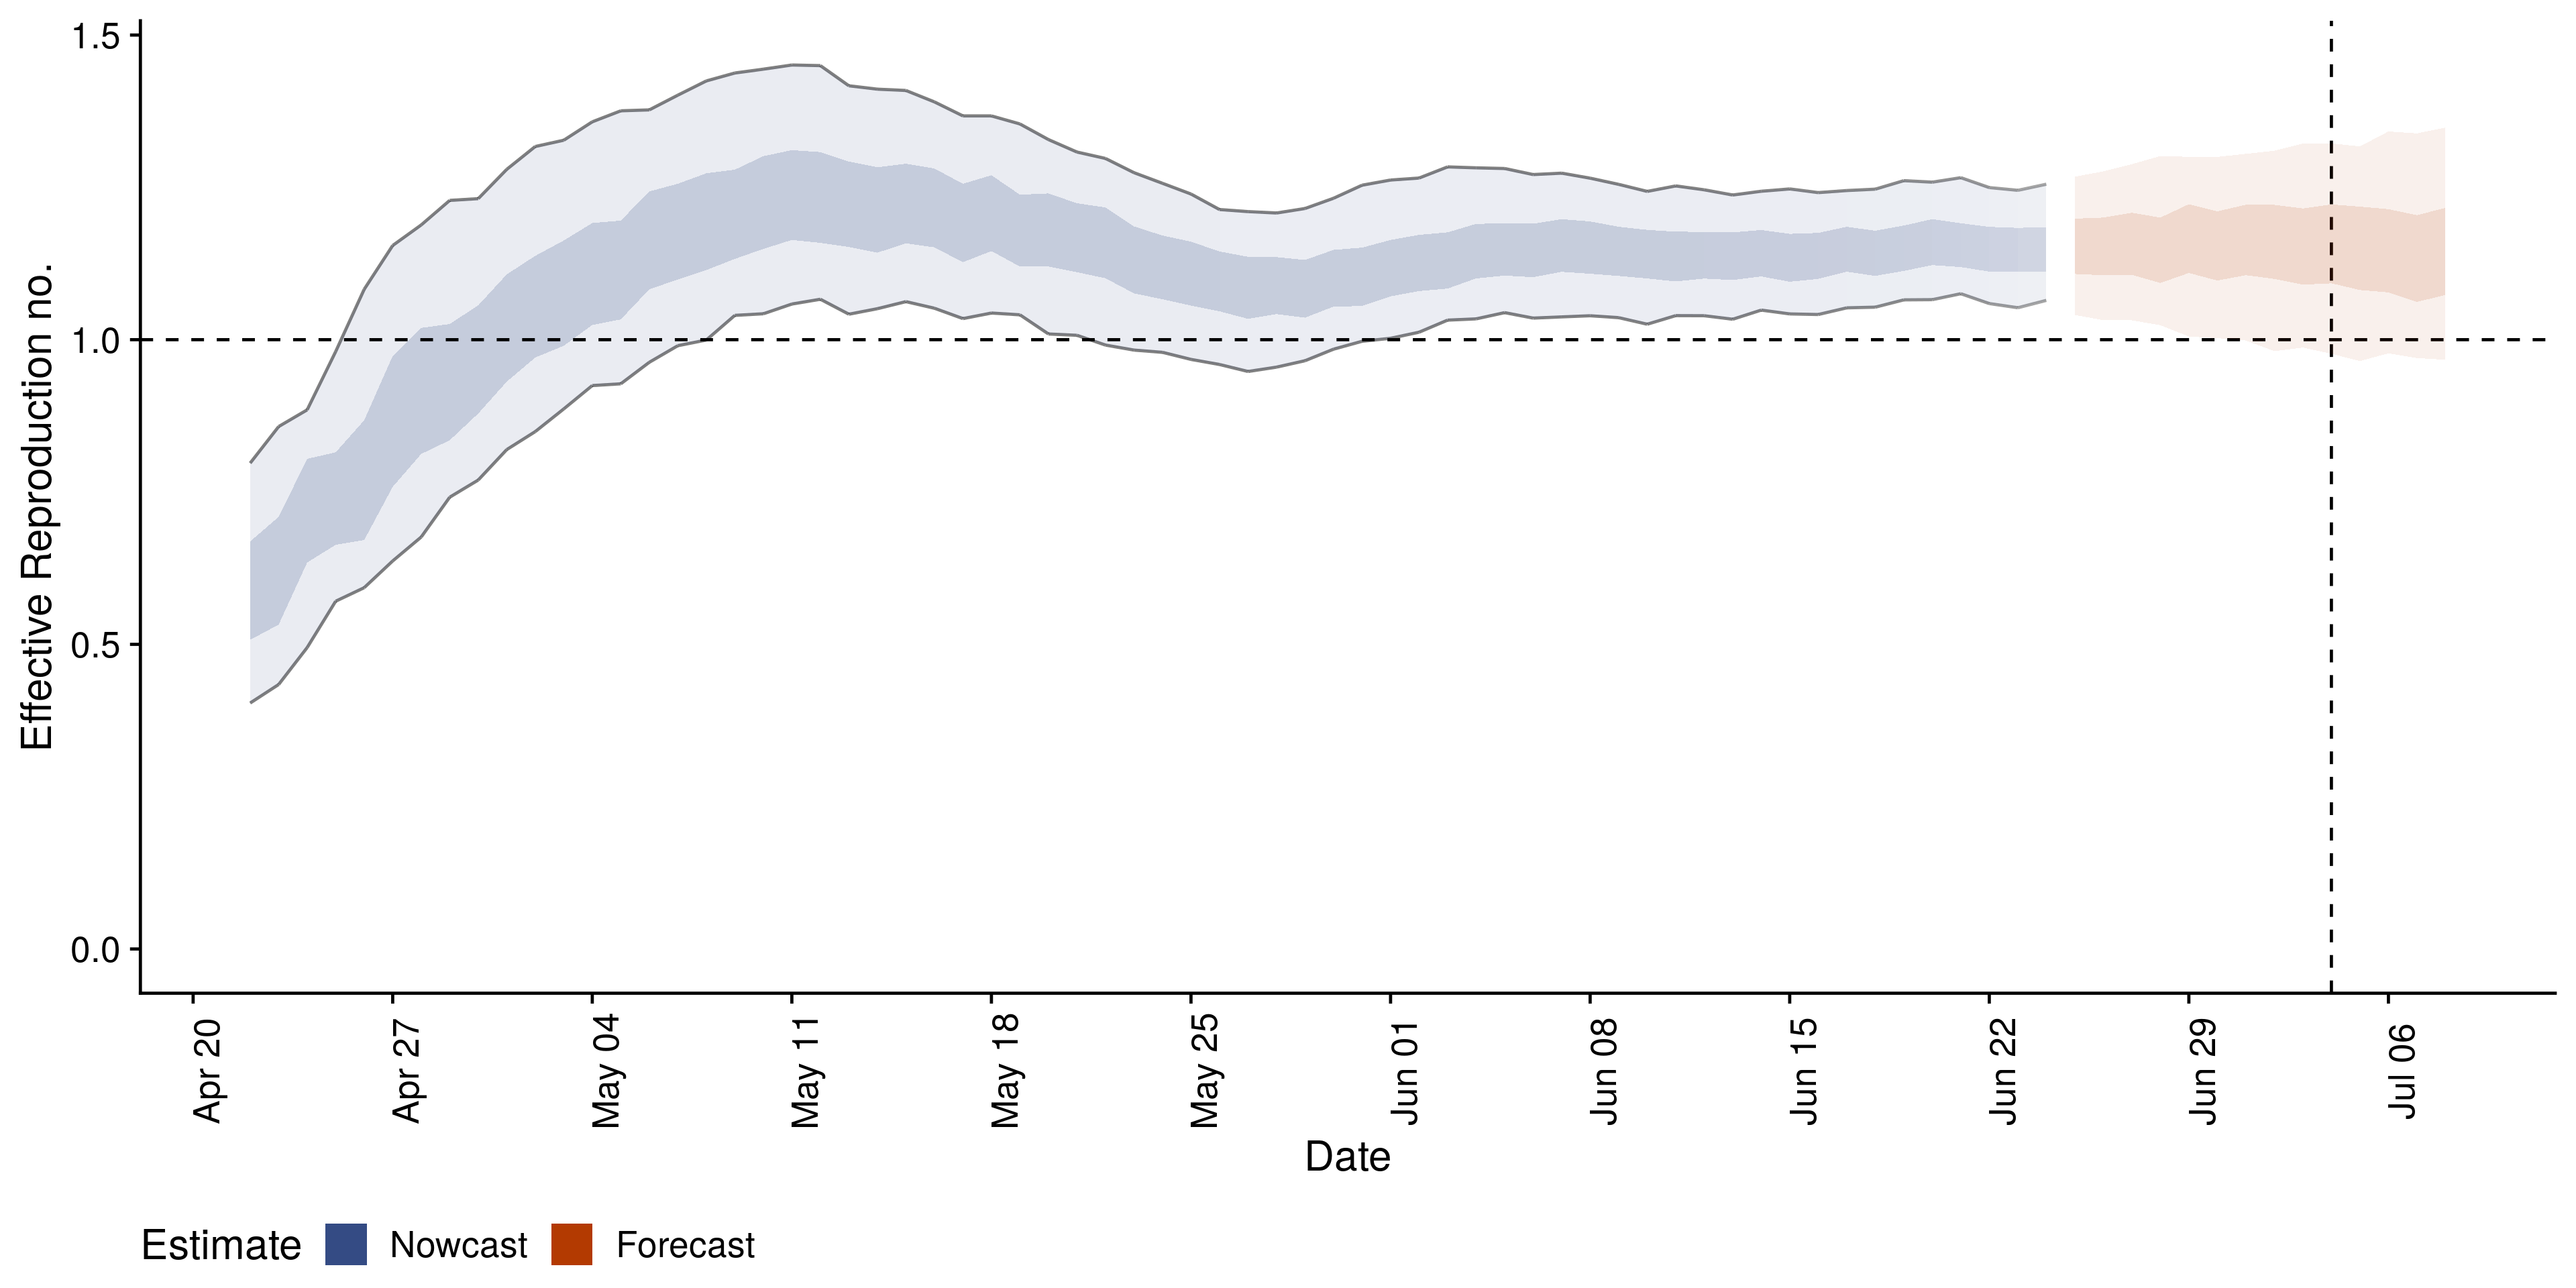 Effective Reproduction no.
1.5
1.0
0.5
0.0
Apr 20
Apr 27
May 04
May 11
May 18
May 25
Jun 01
Jun 08
Jun 15
Jun 22
Jun 29
Jul 06
Date
Estimate Nowcast Forecast